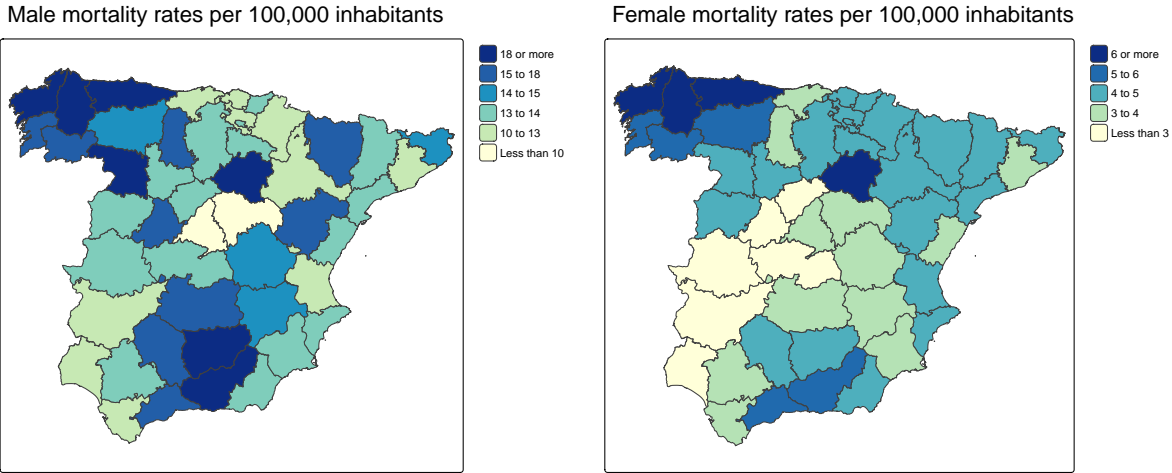 Male mortality rates per 100,000 inhabitants
18 or more
15 to 18
14 to 15
13 to 14
10 to 13
Less than 10
Female mortality rates per 100,000 inhabitants
6 or more
5 to 6
4 to 5
3 to 4
Less than 3